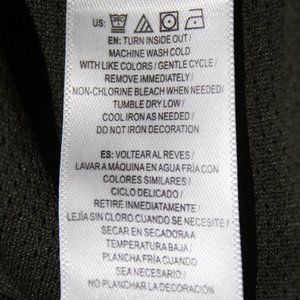 US:
EN: TURN INSIDE OUT /
MACHINE WASH COLD
WITH LIKE COLORS / GENTLE CYCLE /
REMOVE IMMEDIATELY /
NON-CHLORINE BLEACH WHEN NEEDED/
TUMBLE DRY LOW /
COOL IRON AS NEEDED /
DO NOT IRON DECORATION
ES: VOLTEAR AL REVES /
LAVAR A MÁQUINA EN AGUA FRÍA CON
COLORES SIMILARES /
CICLO DELICADO /
RETIRE INMEDIATAMENTE /
LEJÍA SIN CLORO CUANDO SE NECESITE/
SECAR EN SECADORA A
TEMPERATURA BAJA /
PLANCHA FRÍA CUANDO
SEA NECESARIO /
NO PLANCHAR LA DECORACIÓN